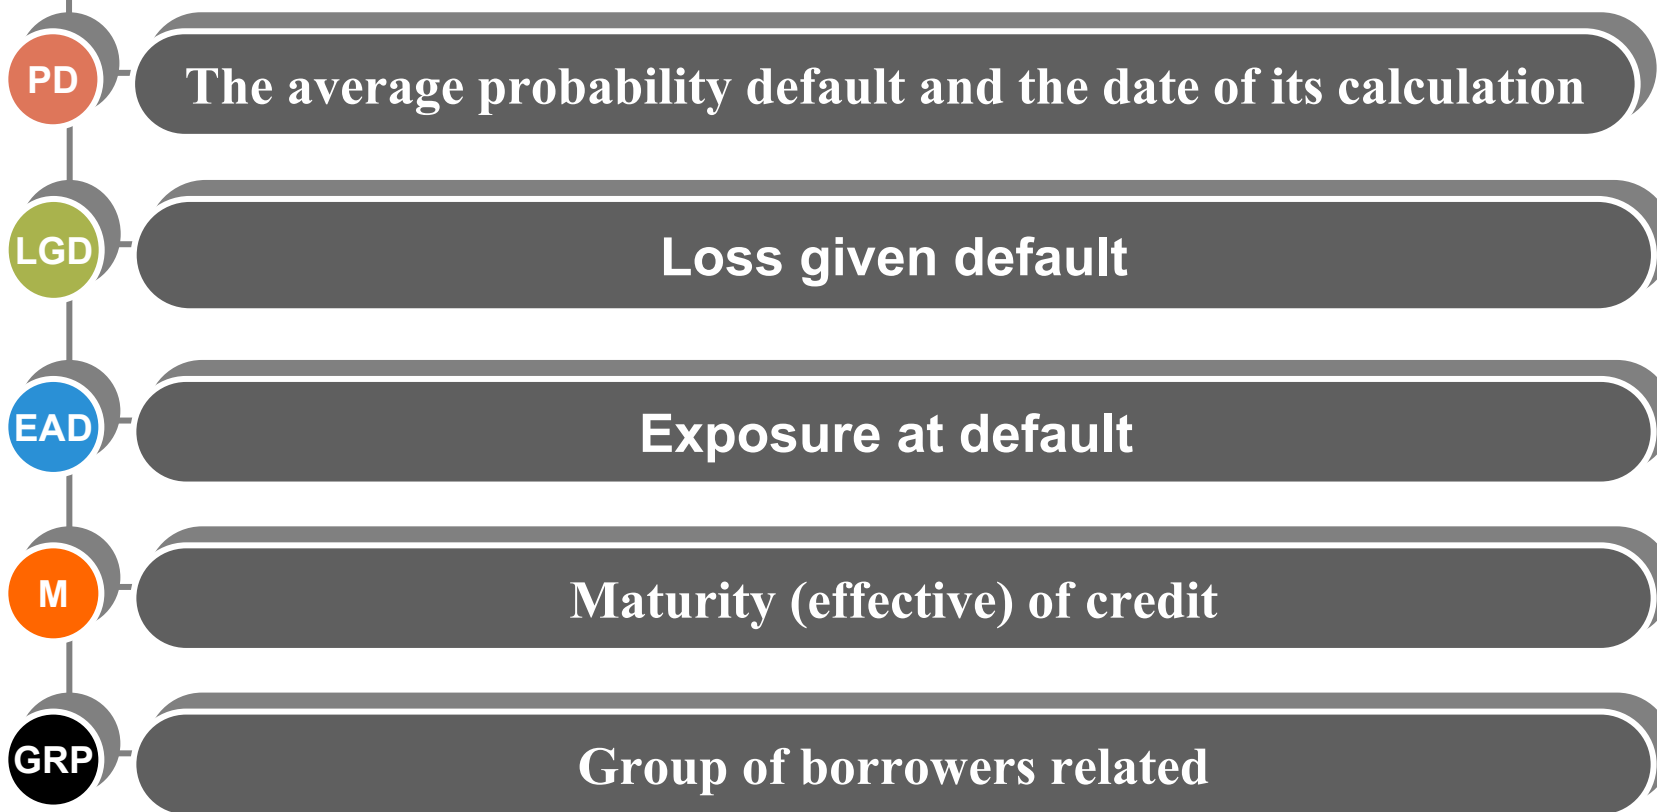 PD
The average probability default and the date of its calculation
LGD
Loss given default
EAD
Exposure at default
M
Maturity (effective) of credit
GRP
Group of borrowers related